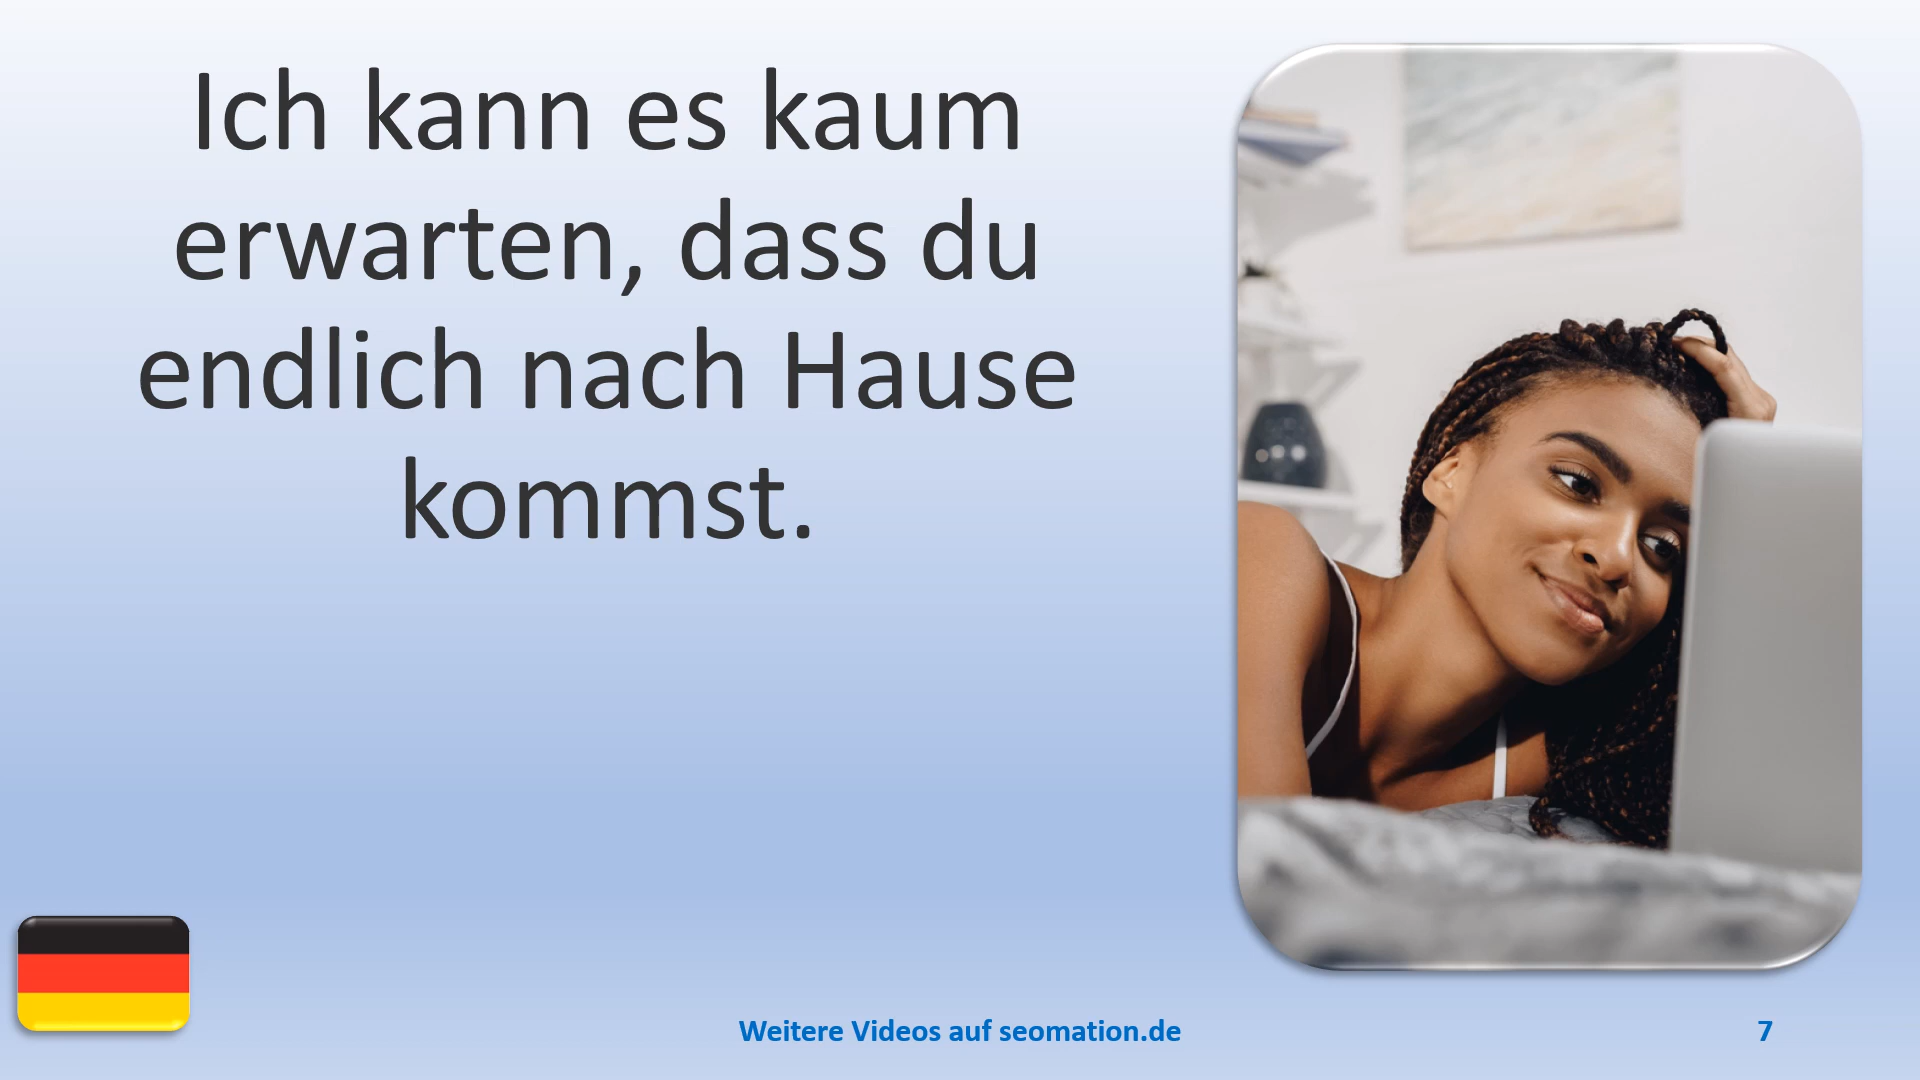 Ich kann es kaum
erwarten, dass du
endlich nach Hause
kommst.
Weitere Videos auf seomation.de
7